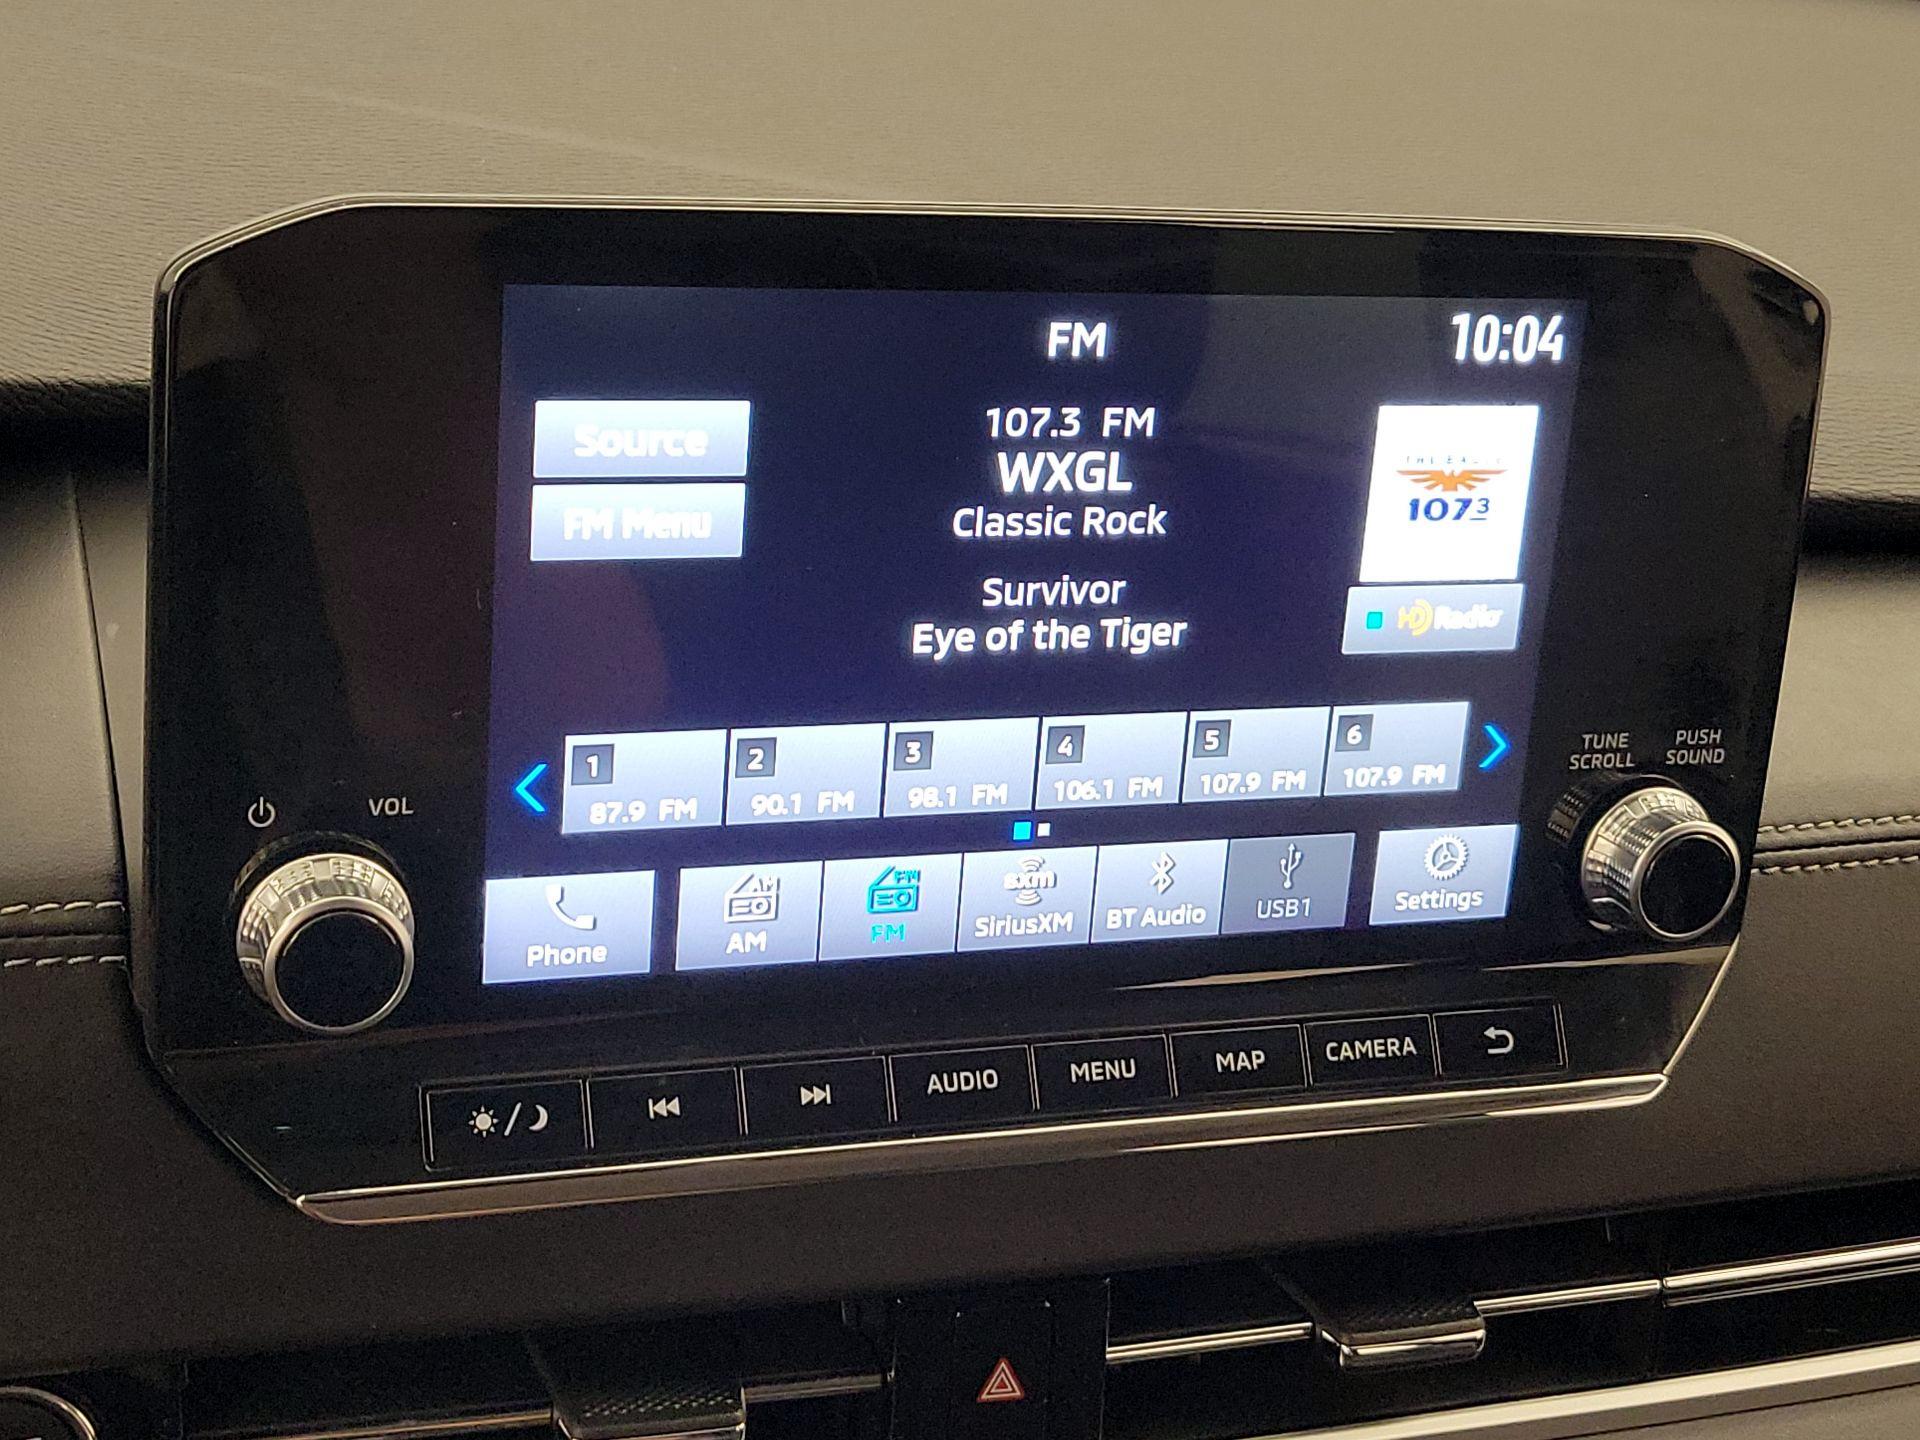 FM
10:04
Source
107.3 FM
WXGL
Classic Rock
THE EAGLE
107.3
FM Menu
Survivor
Eye of the Tiger
HD Radio
1
87.9 FM
2
90.1 FM
3
98.1 FM
4
106.1 FM
5
107.9 FM
6
107.9 FM
TUNE
SCROLL
PUSH
SOUND
VOL
Phone
AM
AM
FM
FM
sxm
SiriusXM
BT Audio
USB1
Settings
AUDIO
MENU
MAP
CAMERA